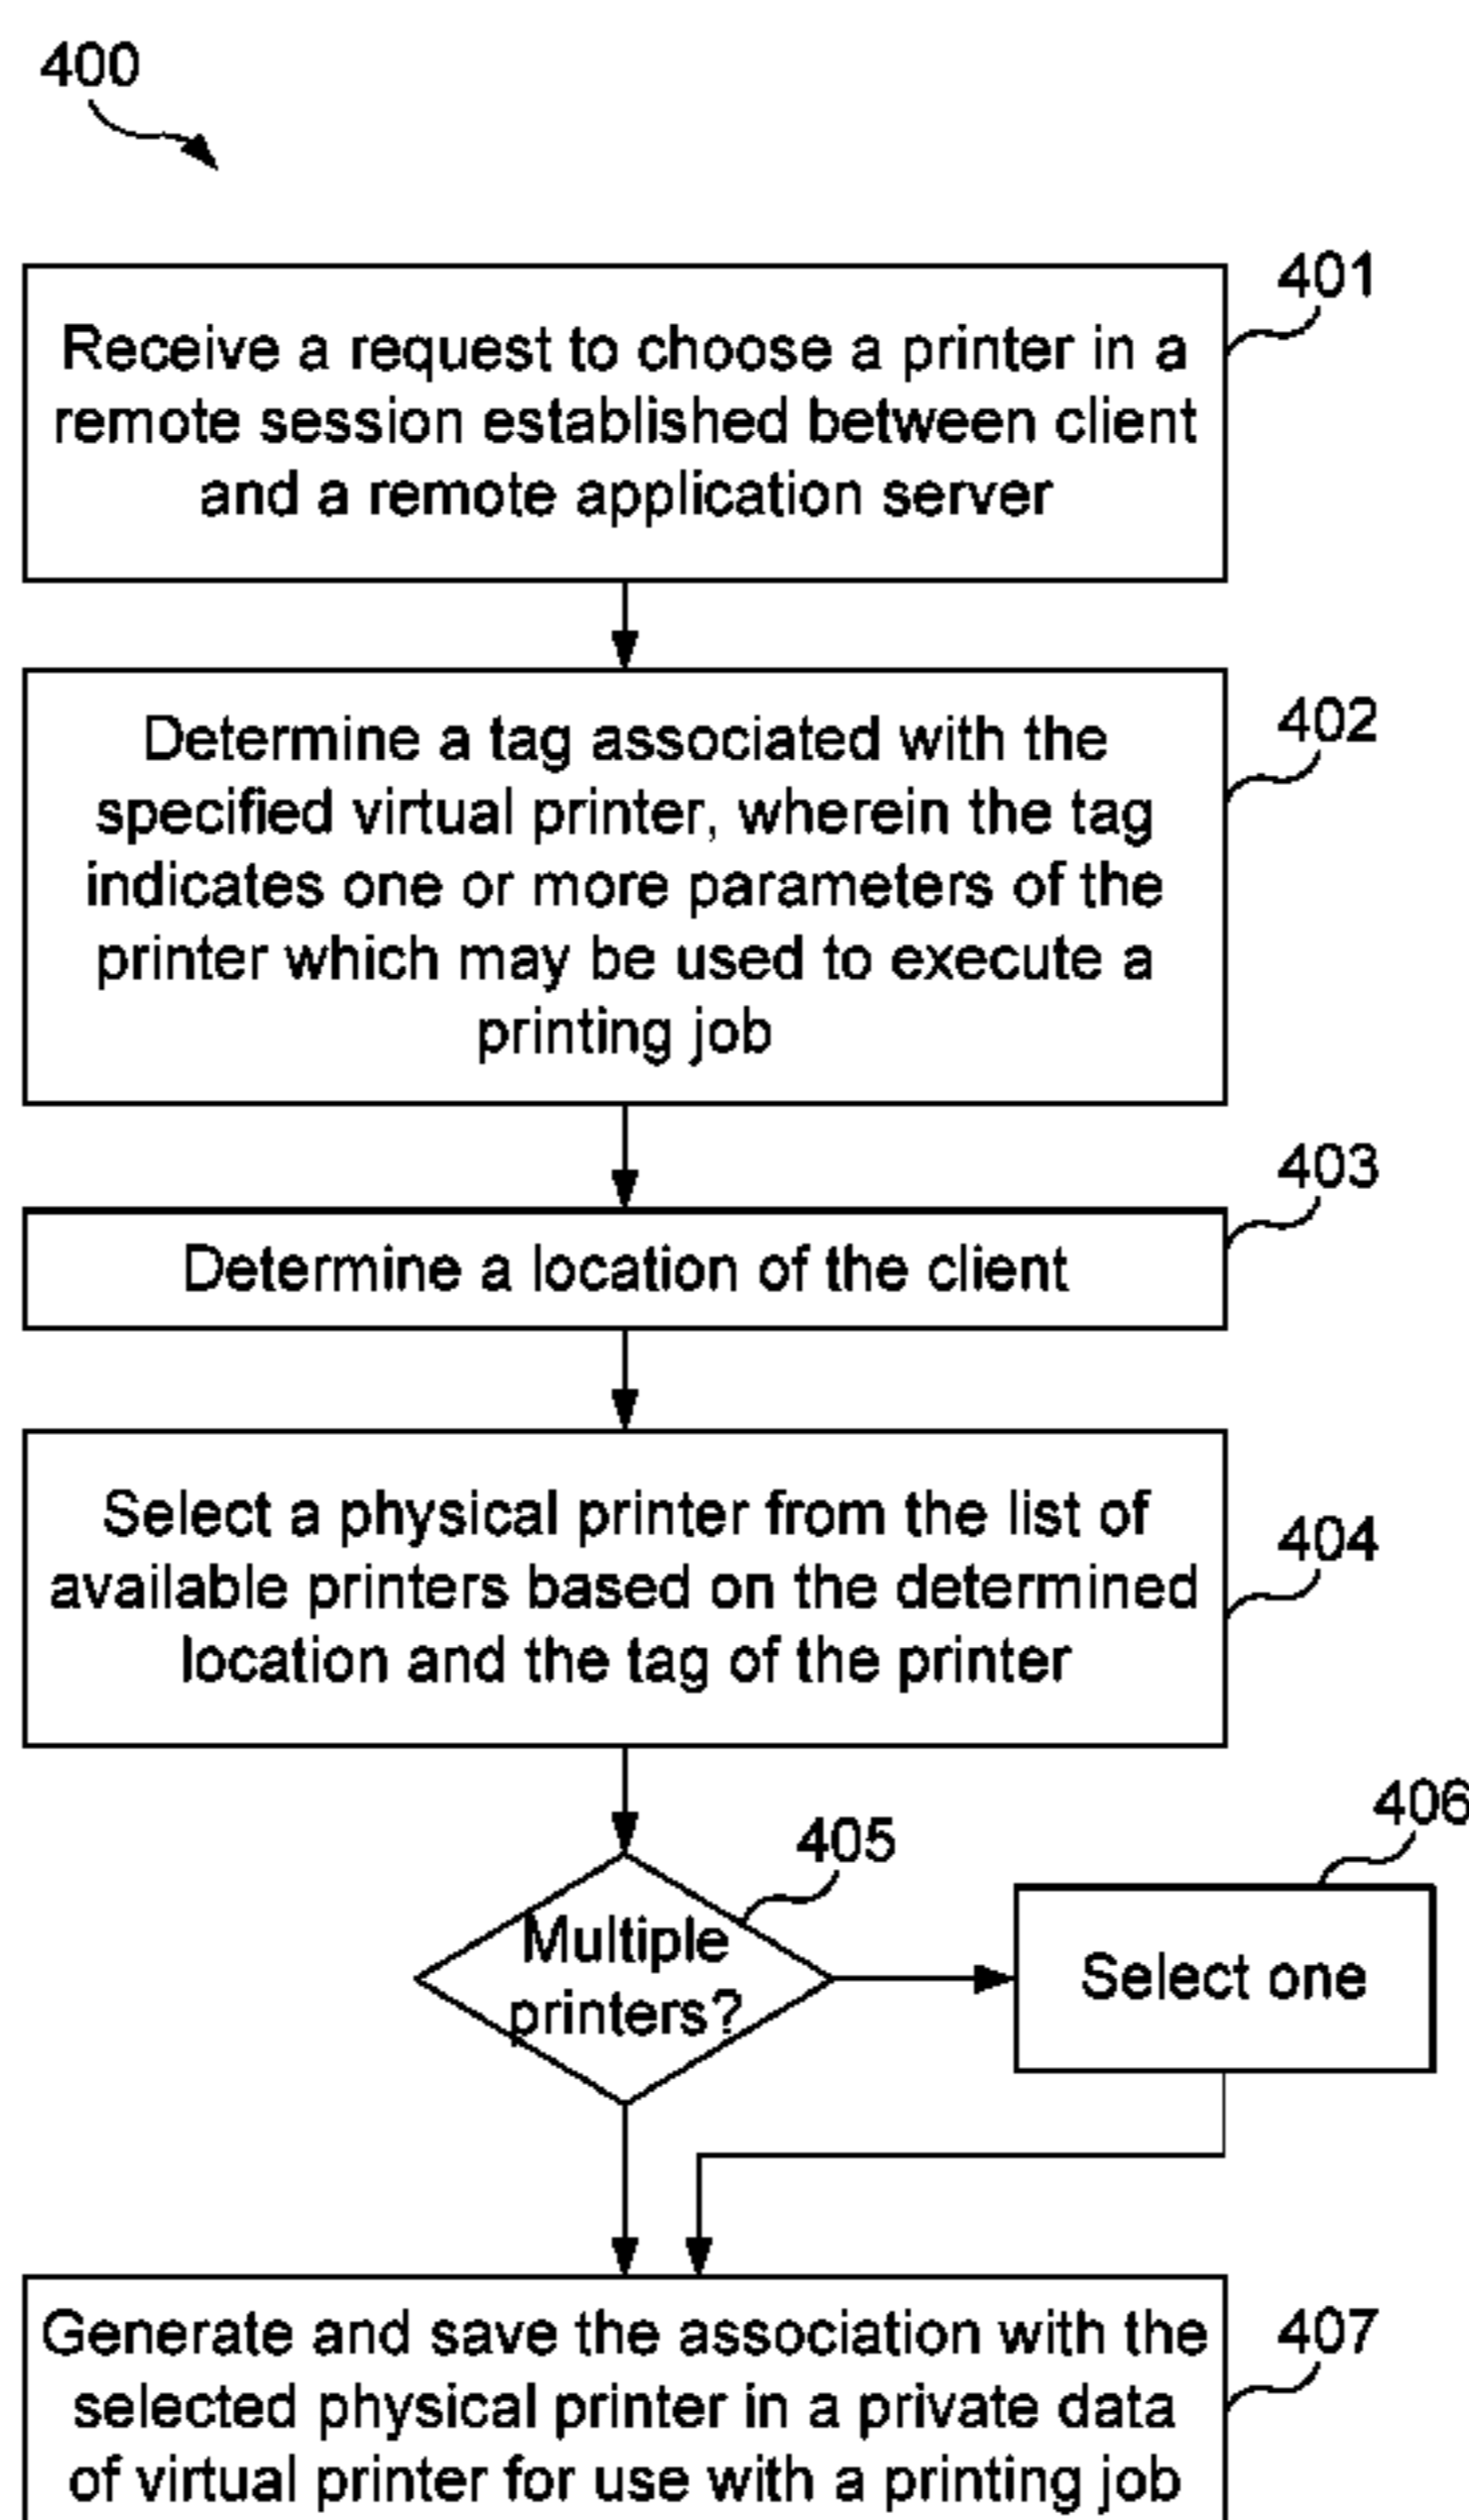 400
401
Receive a request to choose a printer in a
remote session established between client
and a remote application server
402
Determine a tag associated with the
specified virtual printer, wherein the tag
indicates one or more parameters of the
printer which may be used to execute a
printing job
403
Determine a location of the client
404
Select a physical printer from the list of
available printers based on the determined
location and the tag of the printer
405
Multiple
printers?
406
Select one
407
Generate and save the association with the
selected physical printer in a private data
of virtual printer for use with a printing job